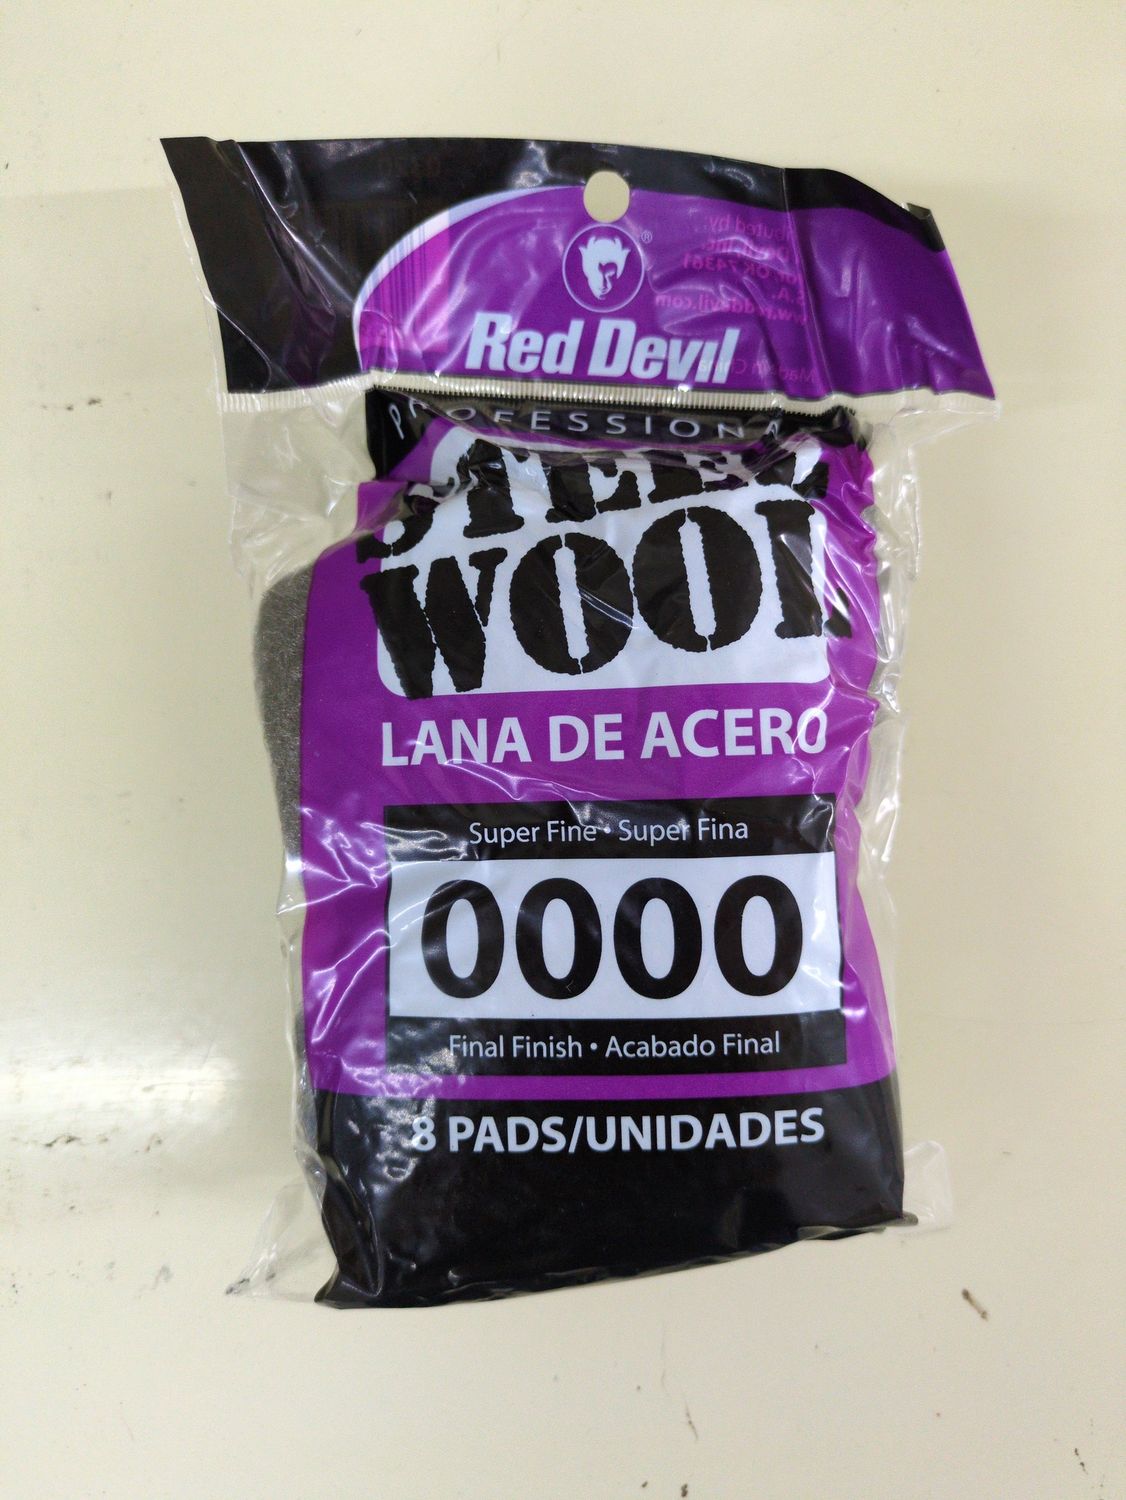 ®
Red Devil
PROFESSIONAL
STEEL
WOOL
LANA DE ACERO
Super Fine • Super Fina
0000
Final Finish • Acabado Final
8 PADS/UNIDADES